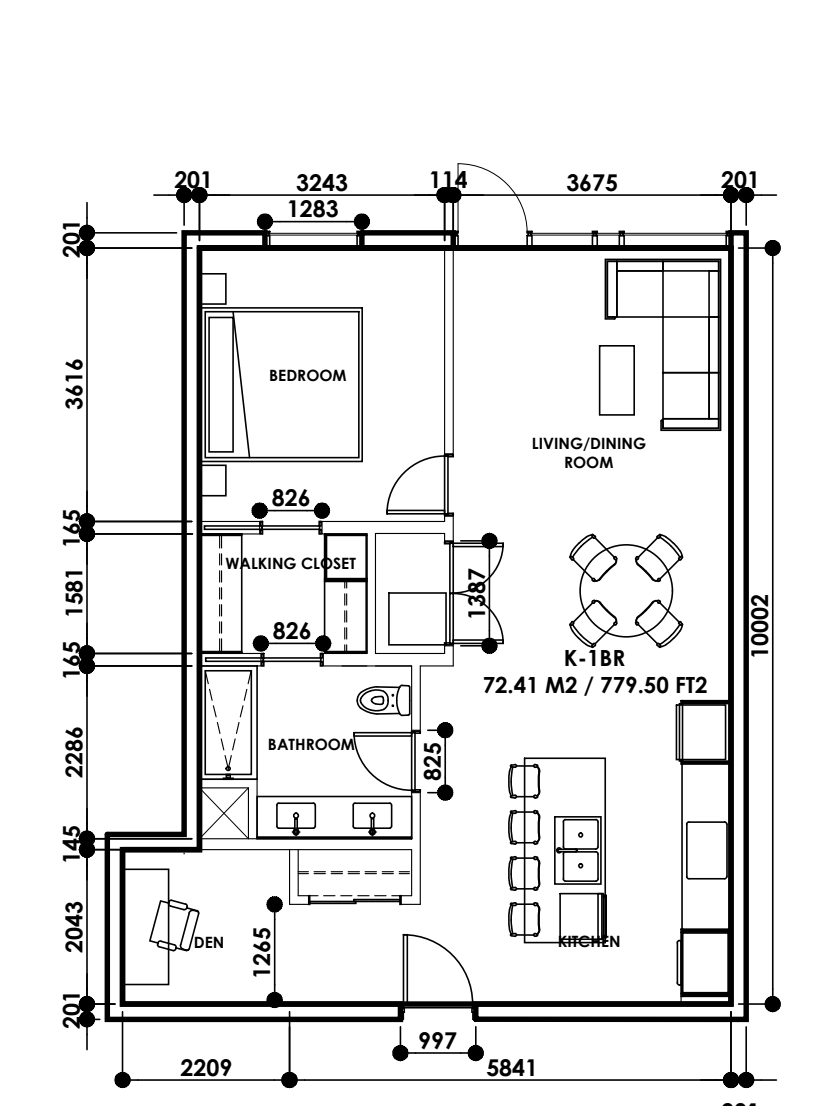 201
3243
114
3675
201
1283
201
3616
BEDROOM
LIVING/DINING
ROOM
826
165
WALKING CLOSET
1581
1387
10002
826
165
K-1BR
72.41 M2 / 779.50 FT2
2286
BATHROOM
825
145
2043
DEN
1265
KITCHEN
201
997
2209
5841